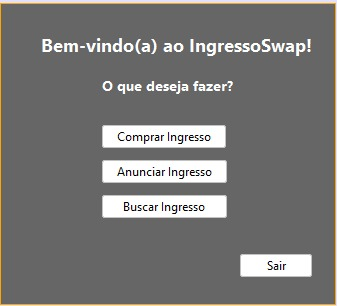 Bem-vindo(a) ao IngressoSwap!
O que deseja fazer?
Comprar Ingresso
Anunciar Ingresso
Buscar Ingresso
Sair